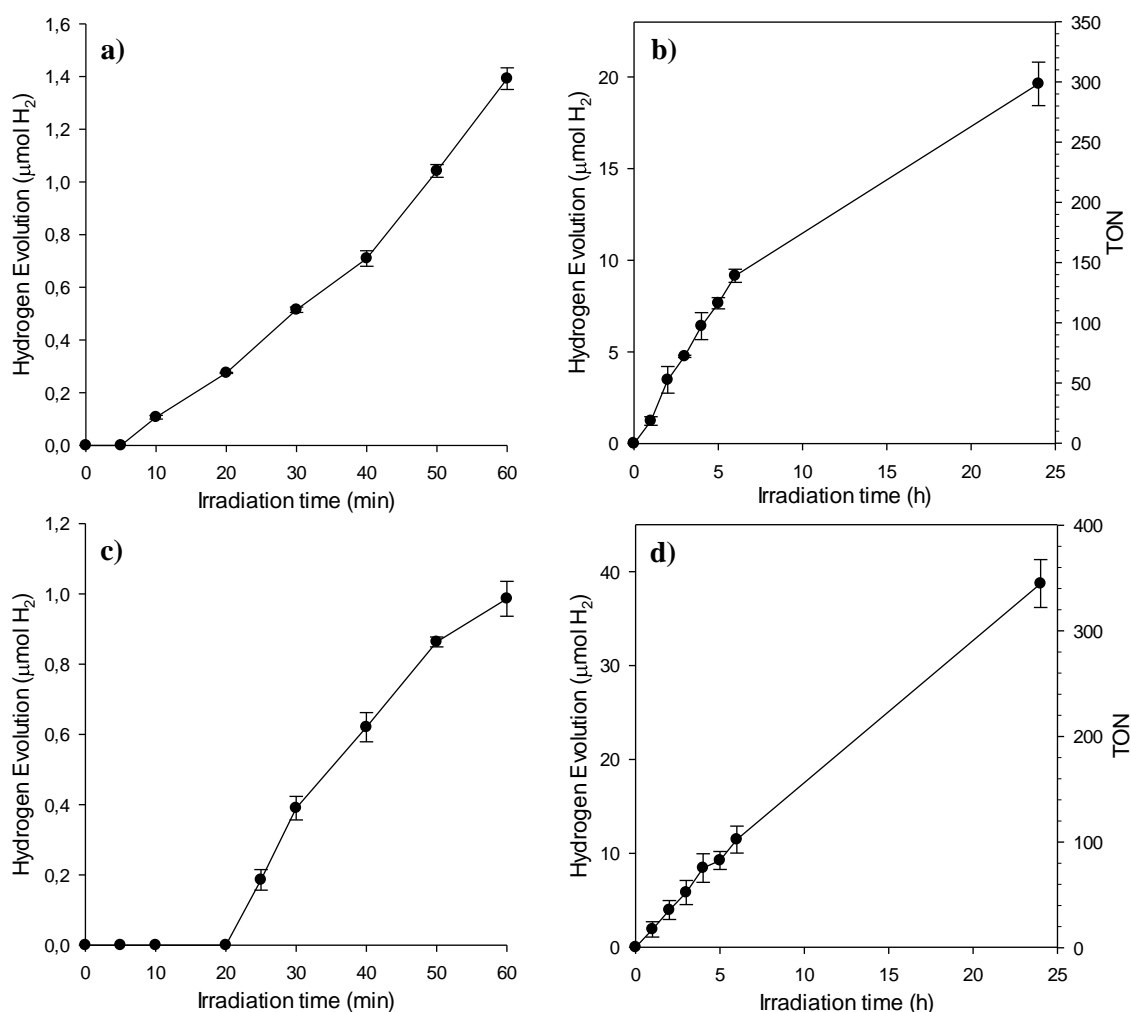 a)
Hydrogen Evolution (μmol H₂)
1,6
1,4
1,2
1,0
0,8
0,6
0,4
0,2
0,0
0 10 20 30 40 50 60
Irradiation time (min)
b)
Hydrogen Evolution (μmol H₂)
20
15
10
5
0
350
300
250
200
150
100
50
0
TON
0 5 10 15 20 25
Irradiation time (h)
c)
Hydrogen Evolution (μmol H₂)
1,2
1,0
0,8
0,6
0,4
0,2
0,0
0 10 20 30 40 50 60
Irradiation time (min)
d)
Hydrogen Evolution (μmol H₂)
40
30
20
10
0
400
300
200
100
0
TON
0 5 10 15 20 25
Irradiation time (h)